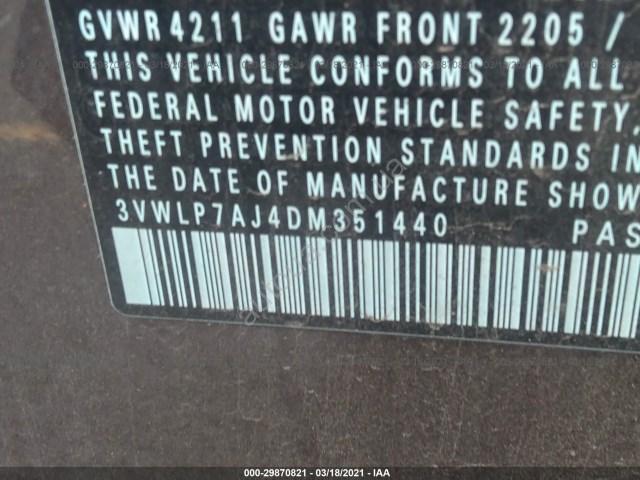 GVWR 4211 GAWR FRONT 2205 /
THIS VEHICLE CONFORMS TO ALL
FEDERAL MOTOR VEHICLE SAFETY,
THEFT PREVENTION STANDARDS IN
THE DATE OF MANUFACTURE SHOW
3VWLP7AJ4DM351440 PAS
000-29870821 - 03/18/2021 - IAA